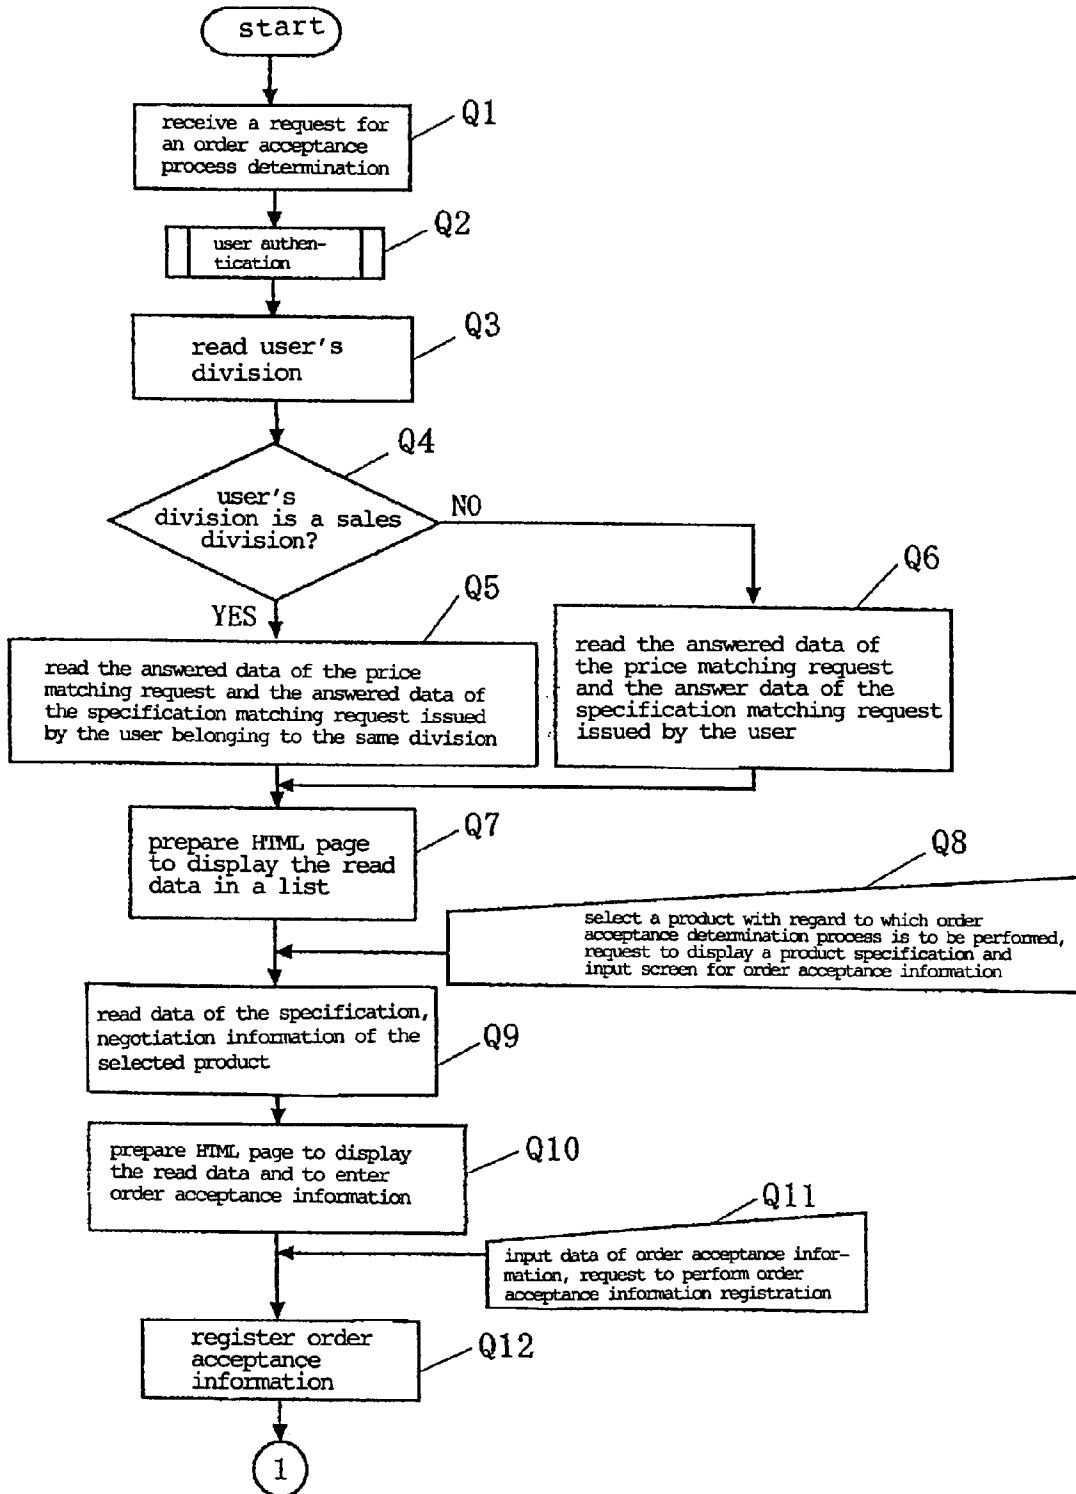 start
Q1
receive a request for
an order acceptance
process determination
Q2
user authen-
tication
Q3
read user's
division
Q4
user's
division is a sales
division?
NO
YES
Q5
read the answered data of the price
matching request and the answered data of
the specification matching request issued
by the user belonging to the same division
Q6
read the answered data of
the price matching request
and the answer data of the
specification matching request
issued by the user
Q7
prepare HTML page
to display the read
data in a list
Q8
select a product with regard to which order
acceptance determination process is to be performed,
request to display a product specification and
input screen for order acceptance information
read data of the specification,
negotiation information of the
selected product
Q9
prepare HTML page to display
the read data and to enter
order acceptance information
Q10
Q11
input data of order acceptance infor-
mation, request to perform order
acceptance information registration
register order
acceptance
information
Q12
1